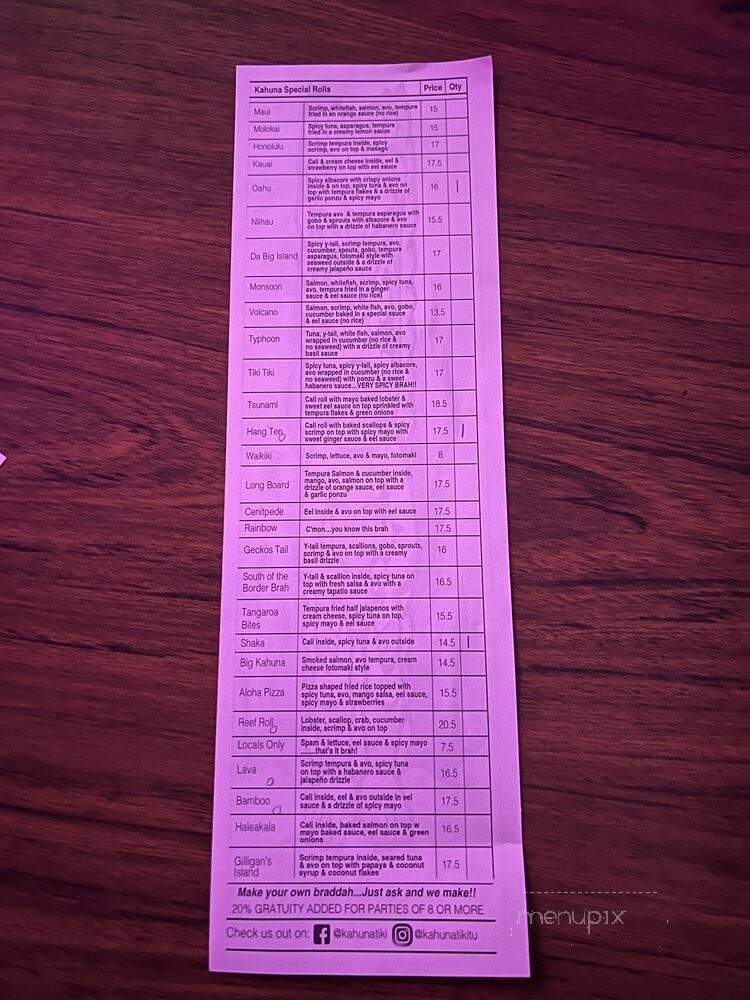 Kahuna Special Rolls Price Qty
Maui Scrimp, whitefish, salmon, avo, tempura 15
fried in an orange sauce (no rice)
Molokai Spicy tuna, asparagus, tempura 15
fried in a creamy lemon sauce
Honolulu Scrimp tempura inside, spicy 17
scrimp, avo on top & masago
Kauai Cali & cream cheese inside, eel & 17.5
strawberry on top with eel sauce
Oahu Spicy albacore with crispy onions 16
inside & on top, spicy tuna & avo on
top with tempura flakes & a drizzle of
garlic ponzu & spicy mayo
Niihau Tempura avo & tempura asparagus with 15.5
gobo & sprouts with albacore & avo
on top with a drizzle of habanero sauce
Da Big Island Spicy y-tail, scrimp tempura, avo, 17
cucumber, spouts, gobo, tempura
asparagus, fotomaki style with
seaweed outside & a drizzle of
creamy jalapeño sauce
Monsoon Salmon, whitefish, scrimp, spicy tuna, 16
avo, tempura fried in a ginger
sauce & eel sauce (no rice)
Volcano Salmon, scrimp, white fish, avo, gobo, 13.5
cucumber baked in a special sauce
& eel sauce (no rice)
Typhoon Tuna, y-tail, white fish, salmon, avo 17
wrapped in cucumber (no rice &
no seaweed) with a drizzle of creamy
basil sauce
Tiki Tiki Spicy tuna, spicy y-tail, spicy albacore, 17
avo wrapped in cucumber (no rice &
no seaweed) with ponzu & a sweet
habanero sauce...VERY SPICY BRAH!!
Tsunami Cali roll with mayo baked lobster & 18.5
sweet eel sauce on top sprinkled with
tempura flakes & green onions
Hang Ten Cali roll with baked scallops & spicy 17.5
scrimp on top with spicy mayo with
sweet ginger sauce & eel sauce
Waikiki Scrimp, lettuce, avo & mayo, fotomaki 8
Long Board Tempura Salmon & cucumber inside, 17.5
mango, avo, salmon on top with a
drizzle of orange sauce, eel sauce
& garlic ponzu
Cenitpede Eel inside & avo on top with eel sauce 17.5
Rainbow C'mon...you know this brah 17.5
Geckos Tail Y-tail tempura, scallions, gobo, sprouts, 16
scrimp & avo on top with a creamy
basil drizzle
South of the Y-tail & scallion inside, spicy tuna on 16.5
Border Brah top with fresh salsa & avo with a
creamy tapatio sauce
Tangaroa Tempura fried half jalapenos with 15.5
Bites cream cheese, spicy tuna on top,
spicy mayo & eel sauce
Shaka Cali inside, spicy tuna & avo outside 14.5
Big Kahuna Smoked salmon, avo tempura, cream 14.5
cheese fotomaki style
Aloha Pizza Pizza shaped fried rice topped with 15.5
spicy tuna, avo, mango salsa, eel sauce,
spicy mayo & strawberries
Reef Roll Lobster, scallop, crab, cucumber 20.5
inside, scrimp & avo on top
Locals Only Spam & lettuce, eel sauce & spicy mayo 7.5
.......that's it brah!
Lava Scrimp tempura & avo, spicy tuna 16.5
on top with a habanero sauce &
jalapeño drizzle
Bamboo Cali inside, eel & avo outside in eel 17.5
sauce & a drizzle of spicy mayo
Haleakala Cali inside, baked salmon on top w 16.5
mayo baked sauce, eel sauce & green
onions
Gilligan's Scrimp tempura inside, seared tuna 17.5
Island & avo on top with papaya & coconut
syrup & coconut flakes
Make your own braddah...Just ask and we make!!
20% GRATUITY ADDED FOR PARTIES OF 8 OR MORE
Check us out on: @kahunatiki @kahunatikitu
menupix